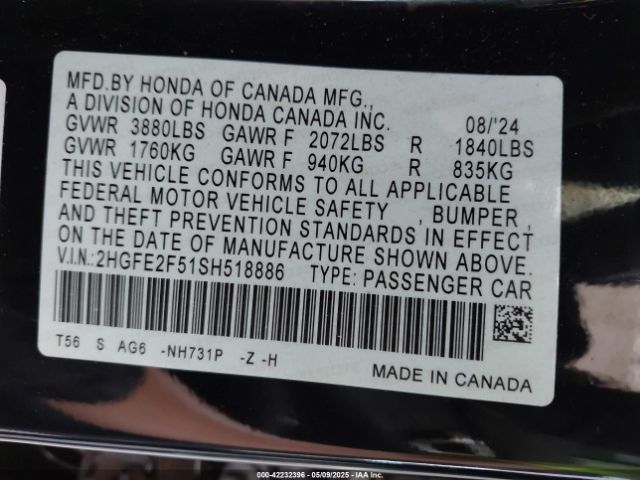 MFD.BY HONDA OF CANADA MFG.,
A DIVISION OF HONDA CANADA INC. 08/'24
GVWR 3880LBS GAWR F 2072LBS R 1840LBS
GVWR 1760KG GAWR F 940KG R 835KG
THIS VEHICLE CONFORMS TO ALL APPLICABLE
FEDERAL MOTOR VEHICLE SAFETY , BUMPER,
AND THEFT PREVENTION STANDARDS IN EFFECT
ON THE DATE OF MANUFACTURE SHOWN ABOVE.
V.I.N.:2HGFE2F51SH518886 TYPE: PASSENGER CAR
T56 S AG6 -NH731P -Z -H
MADE IN CANADA
000-42232396 - 05/09/2025 - IAA Inc.